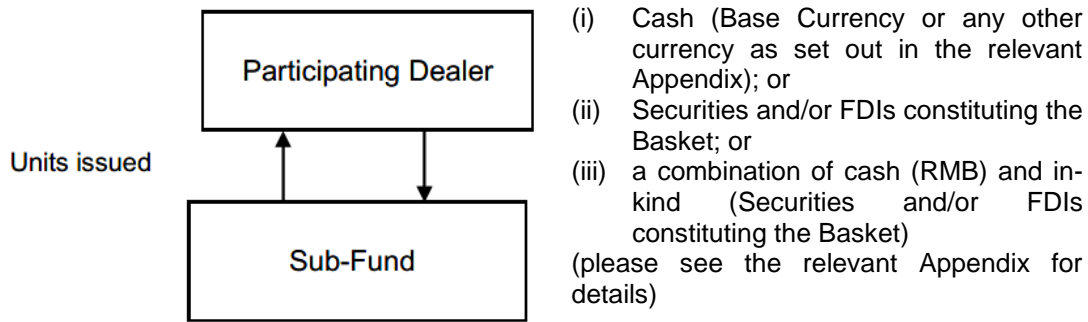 Participating Dealer
Units issued
Sub-Fund
(i) Cash (Base Currency or any other
currency as set out in the relevant
Appendix); or
(ii) Securities and/or FDIs constituting the
Basket; or
(iii) a combination of cash (RMB) and in-
kind (Securities and/or FDIs
constituting the Basket)
(please see the relevant Appendix for
details)